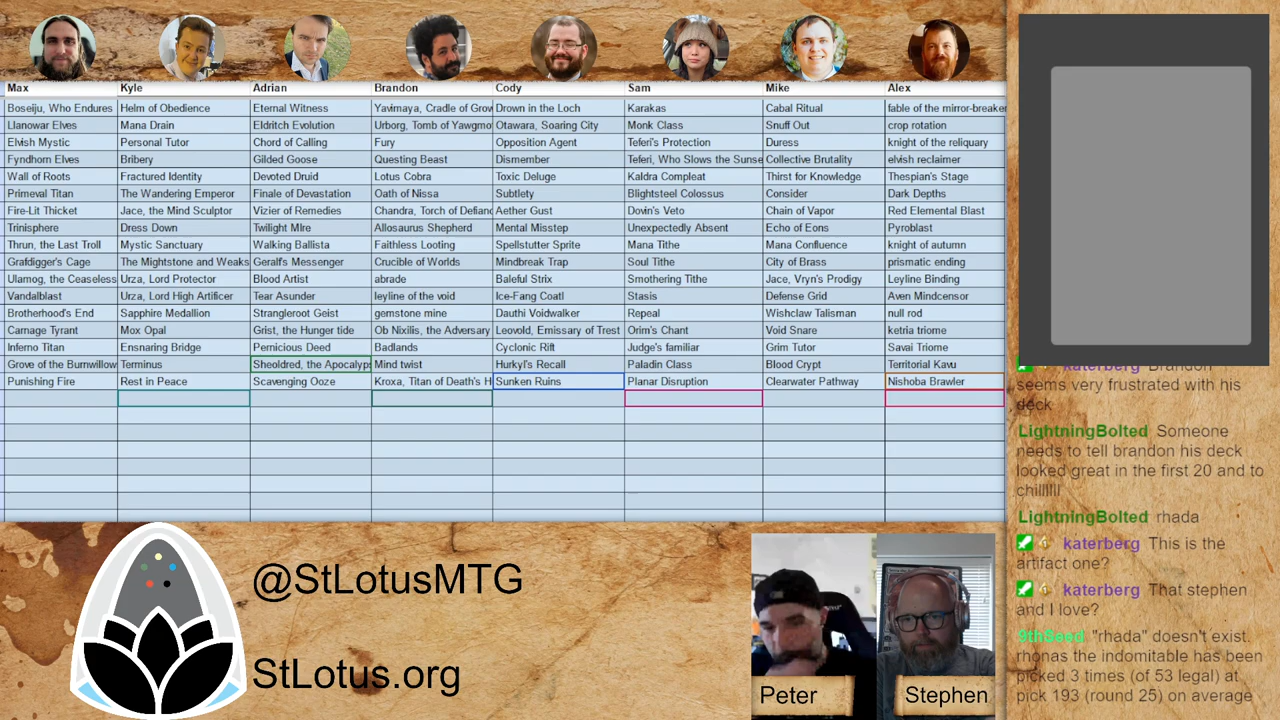 Max Kyle Adrian Brandon Cody Sam Mike Alex
Boseiju, Who Endures Helm of Obedience Eternal Witness Yavimaya, Cradle of Grow Drown in the Loch Karakas Cabal Ritual fable of the mirror-breaker
Llanowar Elves Mana Drain Eldritch Evolution Urborg, Tomb of Yawgmo Otawara, Soaring City Monk Class Snuff Out crop rotation
Elvish Mystic Personal Tutor Chord of Calling Fury Opposition Agent Teferi's Protection Duress knight of the reliquary
Fyndhorn Elves Bribery Gilded Goose Questing Beast Dismember Teferi, Who Slows the Sunse Collective Brutality elvish reclaimer
Wall of Roots Fractured Identity Devoted Druid Lotus Cobra Toxic Deluge Kaldra Compleat Thirst for Knowledge Thespian's Stage
Primeval Titan The Wandering Emperor Finale of Devastation Oath of Nissa Subtlety Blightsteel Colossus Consider Dark Depths
Fire-Lit Thicket Jace, the Mind Sculptor Vizier of Remedies Chandra, Torch of Defianc Aether Gust Dovin's Veto Chain of Vapor Red Elemental Blast
Trinisphere Dress Down Twilight MIre Allosaurus Shepherd Mental Misstep Unexpectedly Absent Echo of Eons Pyroblast
Thrun, the Last Troll Mystic Sanctuary Walking Ballista Faithless Looting Spellstutter Sprite Mana Tithe Mana Confluence knight of autumn
Grafdigger's Cage The Mightstone and Weaks Geralf's Messenger Crucible of Worlds Mindbreak Trap Soul Tithe City of Brass prismatic ending
Ulamog, the Ceaseless Urza, Lord Protector Blood Artist abrade Baleful Strix Smothering Tithe Jace, Vryn's Prodigy Leyline Binding
Vandalblast Urza, Lord High Artificer Tear Asunder leyline of the void Ice-Fang Coatl Stasis Defense Grid Aven Mindcensor
Brotherhood's End Sapphire Medallion Strangleroot Geist gemstone mine Dauthi Voidwalker Repeal Wishclaw Talisman null rod
Carnage Tyrant Mox Opal Grist, the Hunger tide Ob Nixilis, the Adversary Leovold, Emissary of Trest Orim's Chant Void Snare ketria triome
Inferno Titan Ensnaring Bridge Pernicious Deed Badlands Cyclonic Rift Judge's familiar Grim Tutor Savai Triome
Grove of the Burnwillow Terminus Sheoldred, the Apocalyp Mind twist Hurkyl's Recall Paladin Class Blood Crypt Territorial Kavu
Punishing Fire Rest in Peace Scavenging Ooze Kroxa, Titan of Death's H Sunken Ruins Planar Disruption Clearwater Pathway Nishoba Brawler
@StLotusMTG
StLotus.org
Peter
Stephen
katerberg Brandon
seems very frustrated with his
deck
LightningBolted Someone
needs to tell brandon his deck
looked great in the first 20 and to
chillllll
LightningBolted rhada
katerberg This is the
artifact one?
katerberg That stephen
and I love?
9thSeed "rhada" doesn't exist.
rhonas the indomitable has been
picked 3 times (of 53 legal) at
pick 193 (round 25) on average